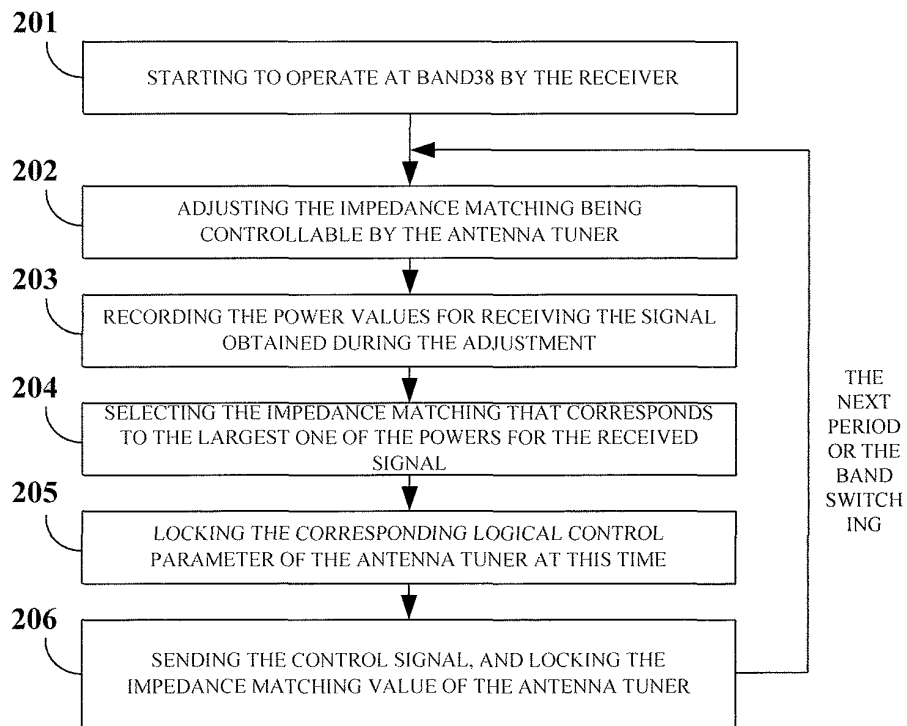 201
STARTING TO OPERATE AT BAND38 BY THE RECEIVER
202
ADJUSTING THE IMPEDANCE MATCHING BEING
CONTROLLABLE BY THE ANTENNA TUNER
203
RECORDING THE POWER VALUES FOR RECEIVING THE SIGNAL
OBTAINED DURING THE ADJUSTMENT
204
SELECTING THE IMPEDANCE MATCHING THAT CORRESPONDS
TO THE LARGEST ONE OF THE POWERS FOR THE RECEIVED
SIGNAL
205
LOCKING THE CORRESPONDING LOGICAL CONTROL
PARAMETER OF THE ANTENNA TUNER AT THIS TIME
206
SENDING THE CONTROL SIGNAL, AND LOCKING THE
IMPEDANCE MATCHING VALUE OF THE ANTENNA TUNER
THE
NEXT
PERIOD
OR THE
BAND
SWITCH
ING